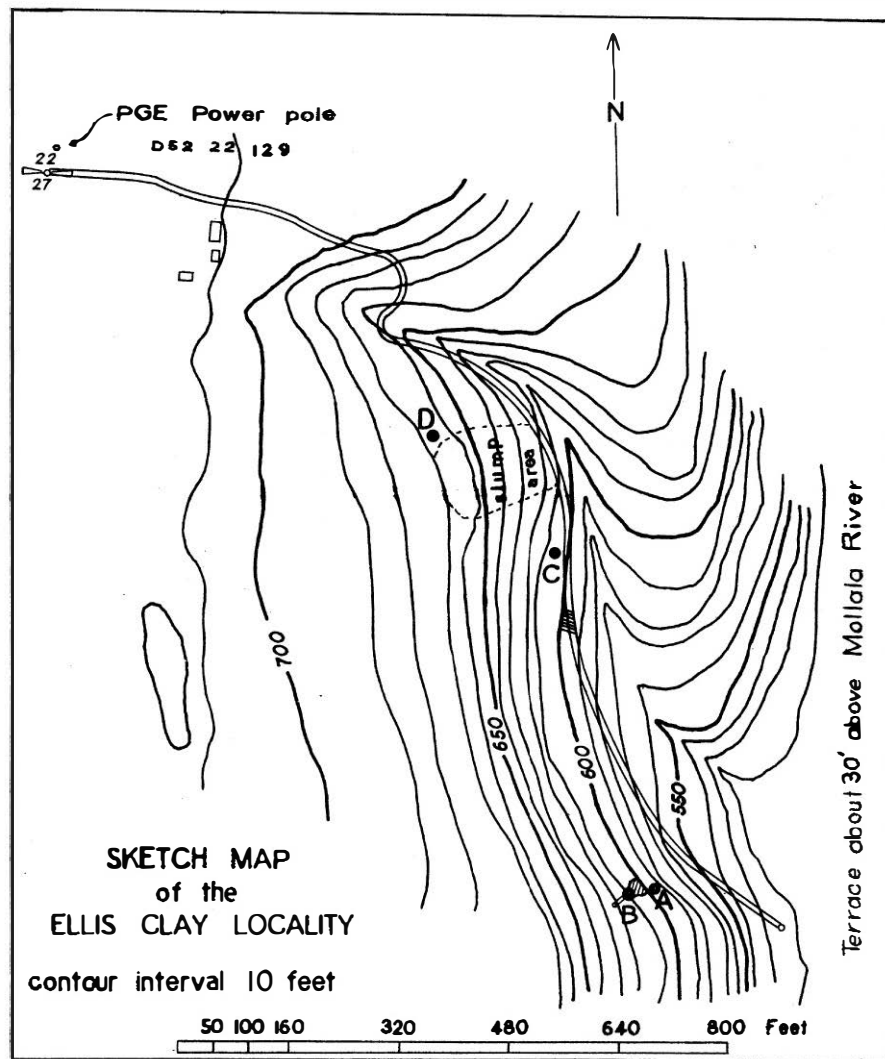 PGE Power pole
D52 22 129
22
27
N
D
slump
area
C
700
650
600
550
B
A
Terrace about 30' above Mollala River
SKETCH MAP
of the
ELLIS CLAY LOCALITY
contour interval 10 feet
50 100 160 320 480 640 800 Feet